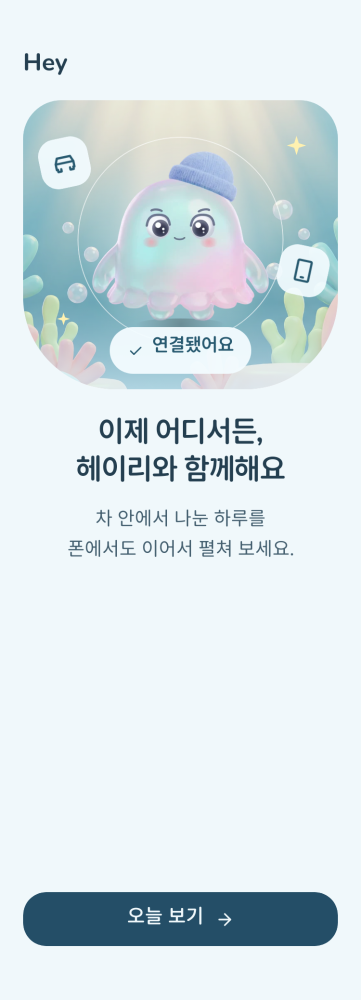 Hey
연결됐어요
이제 어디서든,
헤이리와 함께해요
차 안에서 나눈 하루를
폰에서도 이어서 펼쳐 보세요.
오늘 보기